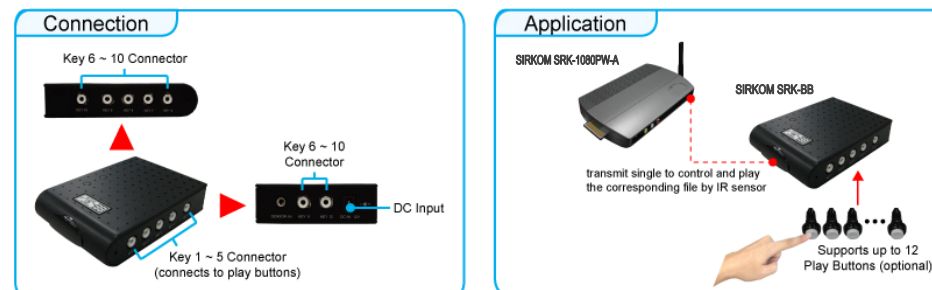 Connection
Key 6 ~ 10 Connector
Key 6 ~ 10
Connector
DC Input
Key 1 ~ 5 Connector
(connects to play buttons)
Application
SIRKOM SRK-1080PW-A
SIRKOM SRK-BB
transmit single to control and play
the corresponding file by IR sensor
Supports up to 12
Play Buttons (optional)